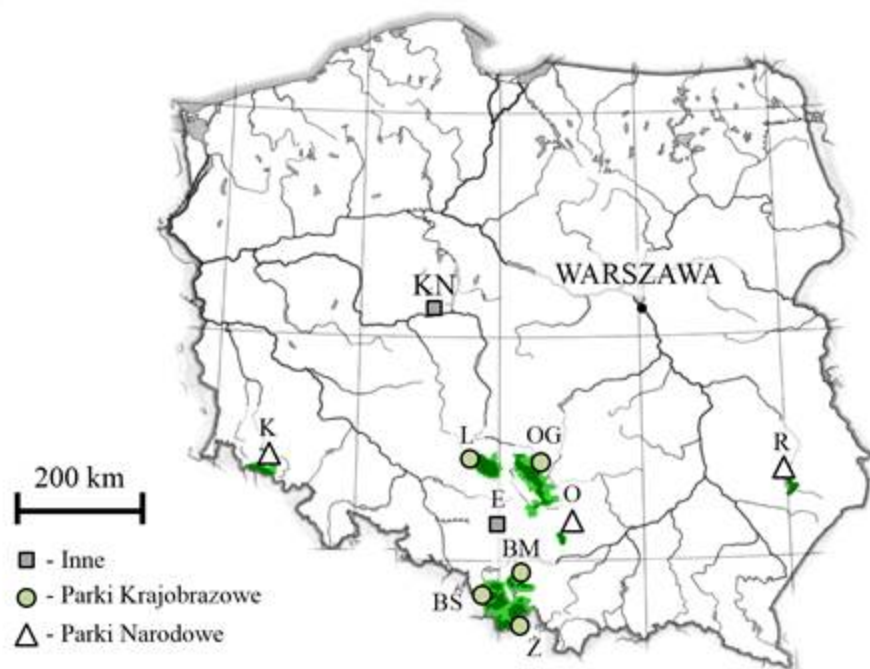 KN
WARSZAWA
K
L
OG
R
200 km
E
O
- Inne
BM
- Parki Krajobrazowe
BS
- Parki Narodowe
Ż